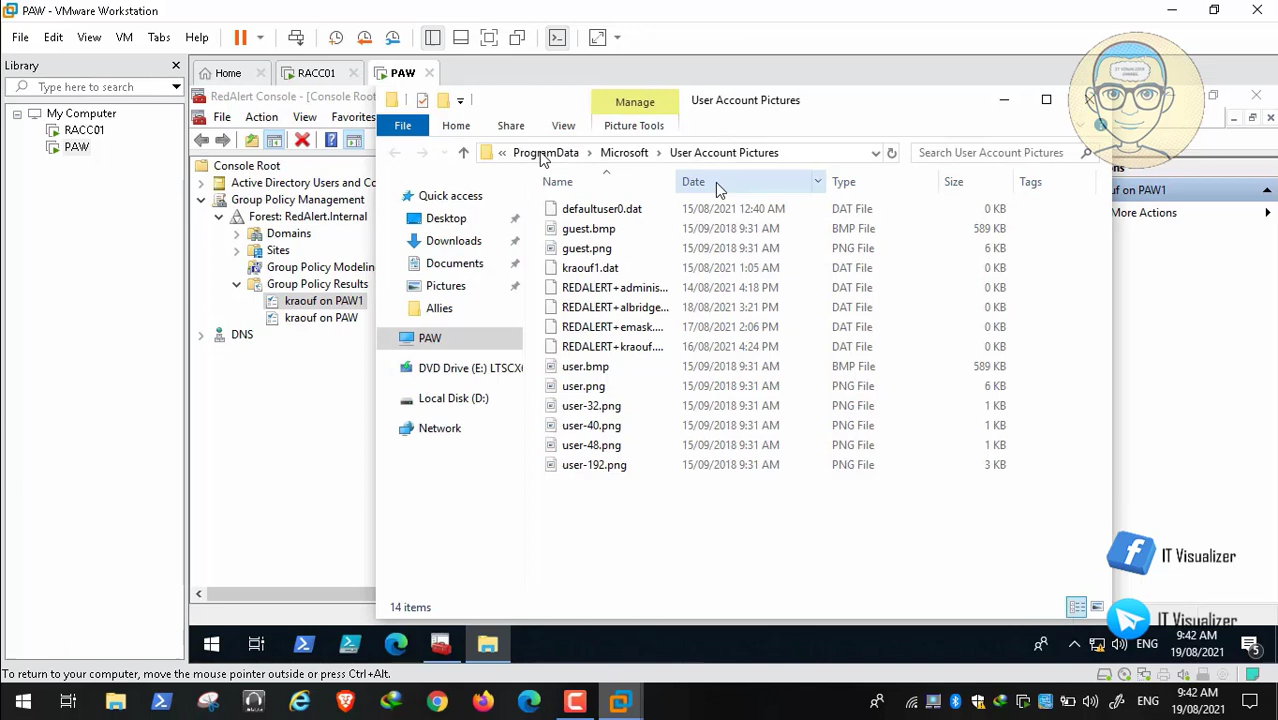 PAW - VMware Workstation
File Edit View VM Tabs Help
Library
Type here to search
My Computer
RACC01
PAW
Home
RACC01
PAW
RedAlert Console - [Console Root
File Action View Favorites
Console Root
Active Directory Users and Co
Group Policy Management
Forest: RedAlert.Internal
Domains
Sites
Group Policy Modelin
Group Policy Results
kraouf on PAW1
kraouf on PAW
DNS
Manage
User Account Pictures
File Home Share View Picture Tools
« ProgramData > Microsoft > User Account Pictures
Search User Account Pictures
Quick access
Desktop
Downloads
Documents
Pictures
Allies
PAW
DVD Drive (E:) LTSCX
Local Disk (D:)
Network
Name Date Type Size Tags
defaultuser0.dat 15/08/2021 12:40 AM DAT File 0 KB
guest.bmp 15/09/2018 9:31 AM BMP File 589 KB
guest.png 15/09/2018 9:31 AM PNG File 6 KB
kraouf1.dat 15/08/2021 1:05 AM DAT File 0 KB
REDALERT+adminis... 14/08/2021 4:18 PM DAT File 0 KB
REDALERT+albridge... 18/08/2021 3:21 PM DAT File 0 KB
REDALERT+emask.... 17/08/2021 2:06 PM DAT File 0 KB
REDALERT+kraouf.... 16/08/2021 4:24 PM DAT File 0 KB
user.bmp 15/09/2018 9:31 AM BMP File 589 KB
user.png 15/09/2018 9:31 AM PNG File 6 KB
user-32.png 15/09/2018 9:31 AM PNG File 1 KB
user-40.png 15/09/2018 9:31 AM PNG File 1 KB
user-48.png 15/09/2018 9:31 AM PNG File 1 KB
user-192.png 15/09/2018 9:31 AM PNG File 3 KB
14 items
IT VISUALIZER
CHANNEL
uf on PAW1
More Actions
IT Visualizer
IT Visualizer
ENG
9:42 AM
19/08/2021
5
To return to your computer, move the mouse pointer outside or press Ctrl+Alt.
ENG
9:42 AM
19/08/2021